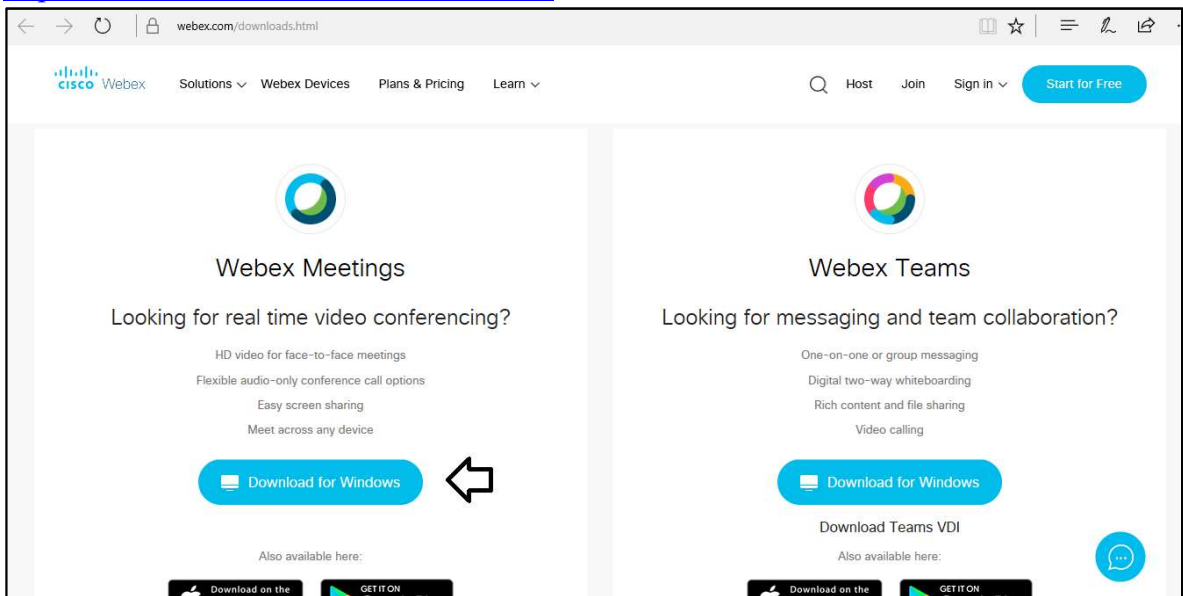 webex.com/downloads.html
cisco Webex Solutions Webex Devices Plans & Pricing Learn Host Join Sign in Start for Free
Webex Meetings
Looking for real time video conferencing?
HD video for face-to-face meetings
Flexible audio-only conference call options
Easy screen sharing
Meet across any device
Download for Windows
Also available here:
Download on the
GET IT ON
Webex Teams
Looking for messaging and team collaboration?
One-on-one or group messaging
Digital two-way whiteboarding
Rich content and file sharing
Video calling
Download for Windows
Download Teams VDI
Also available here:
Download on the
GET IT ON